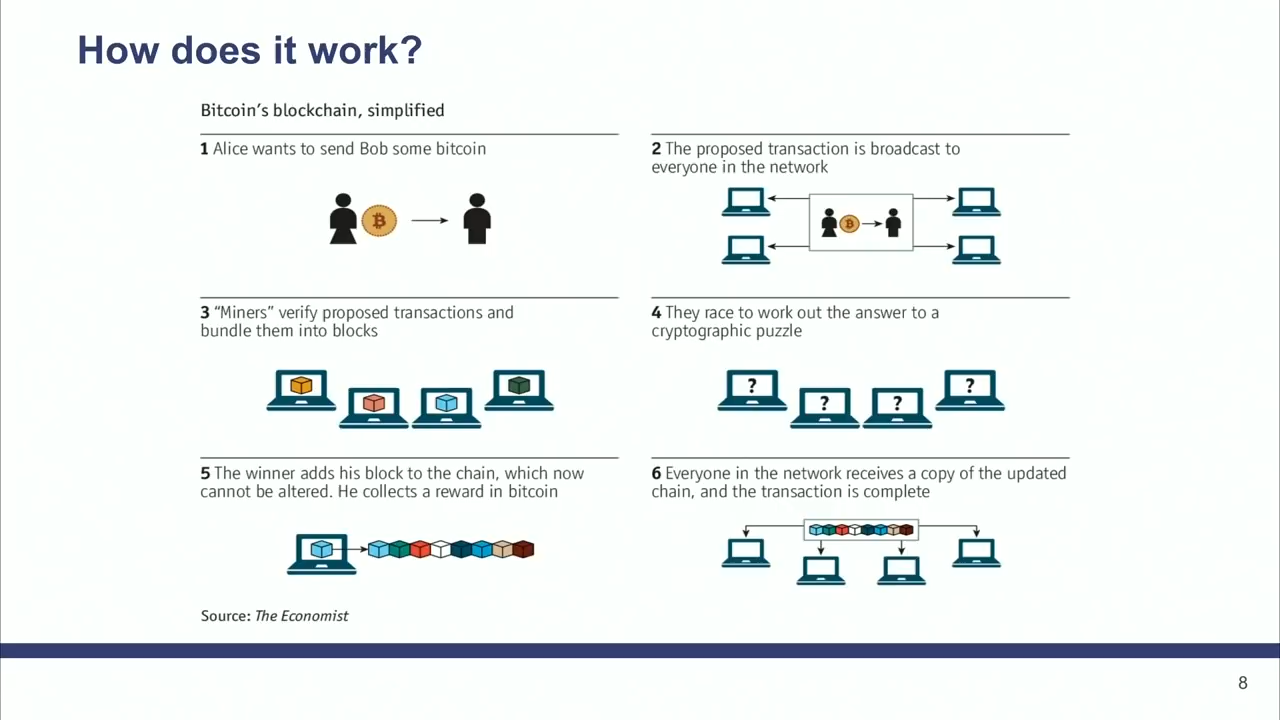 How does it work?
Bitcoin's blockchain, simplified
1 Alice wants to send Bob some bitcoin
2 The proposed transaction is broadcast to
everyone in the network
3 “Miners” verify proposed transactions and
bundle them into blocks
4 They race to work out the answer to a
cryptographic puzzle
? ? ? ?
5 The winner adds his block to the chain, which now
cannot be altered. He collects a reward in bitcoin
6 Everyone in the network receives a copy of the updated
chain, and the transaction is complete
Source: The Economist
8